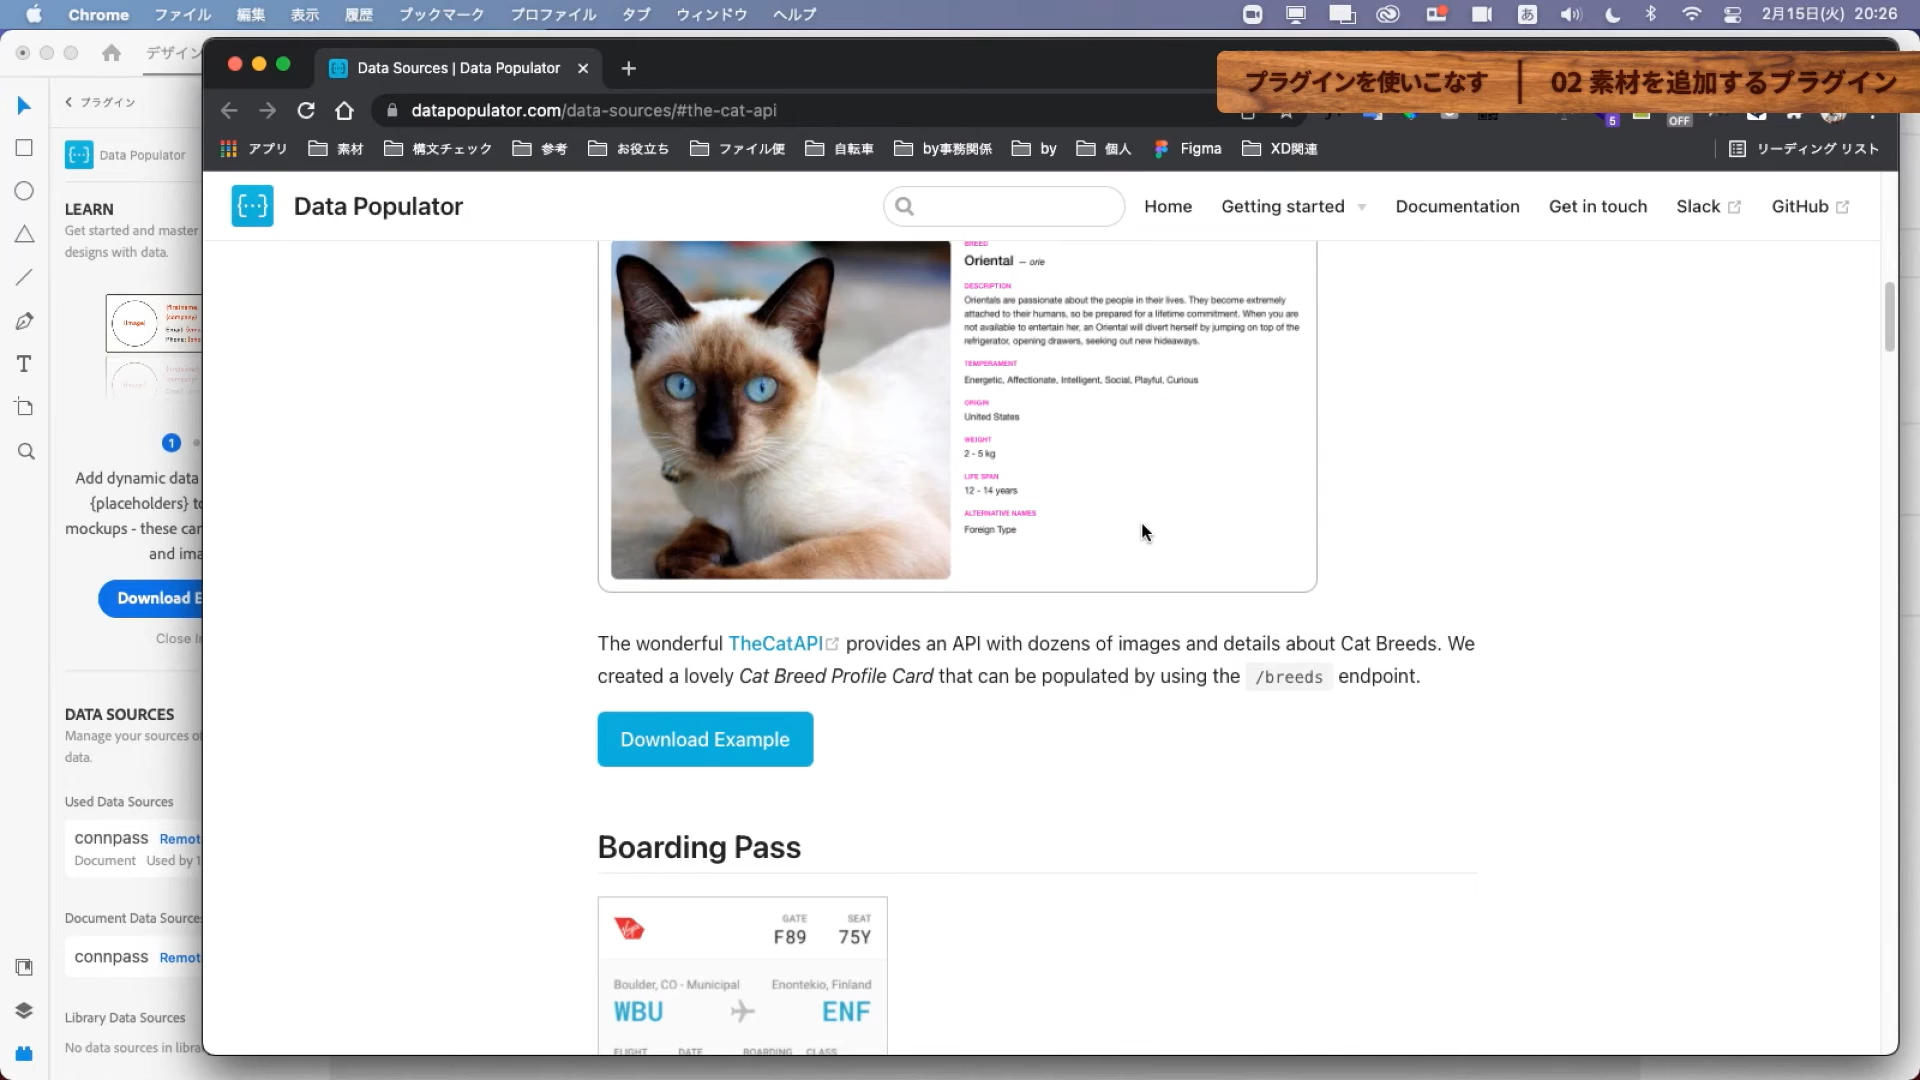 Chrome ファイル 編集 表示 履歴 ブックマーク プロファイル タブ ウィンドウ ヘルプ
あ 2月15日(火) 20:26
デザイン
Data Sources | Data Populator
プラグインを使いこなす | 02 素材を追加するプラグイン
datapopulator.com/data-sources/#the-cat-api
5
OFF
アプリ 素材 構文チェック 参考 お役立ち ファイル便 自転車 by事務関係 by 個人 Figma XD関連 リーディングリスト
プラグイン
Data Populator
LEARN
Get started and master
designs with data.
1
Add dynamic data
{placeholders} to
mockups - these car
and ima
Download E
Close In
DATA SOURCES
Manage your sources of
data.
Used Data Sources
connpass Remot
Document Used by 1
Document Data Sources
connpass Remot
Library Data Sources
No data sources in libra
Data Populator
Home Getting started Documentation Get in touch Slack GitHub
BREED
Oriental – orie
DESCRIPTION
Orientals are passionate about the people in their lives. They become extremely
attached to their humans, so be prepared for a lifetime commitment. When you are
not available to entertain her, an Oriental will divert herself by jumping on top of the
refrigerator, opening drawers, seeking out new hideaways.
TEMPERAMENT
Energetic, Affectionate, Intelligent, Social, Playful, Curious
ORIGIN
United States
WEIGHT
2 - 5 kg
LIFE SPAN
12 - 14 years
ALTERNATIVE NAMES
Foreign Type
The wonderful TheCatAPI provides an API with dozens of images and details about Cat Breeds. We
created a lovely Cat Breed Profile Card that can be populated by using the /breeds endpoint.
Download Example
Boarding Pass
GATE SEAT
F89 75Y
Boulder, CO - Municipal Enontekio, Finland
WBU ENF
FLIGHT DATE BOARDING CLASS